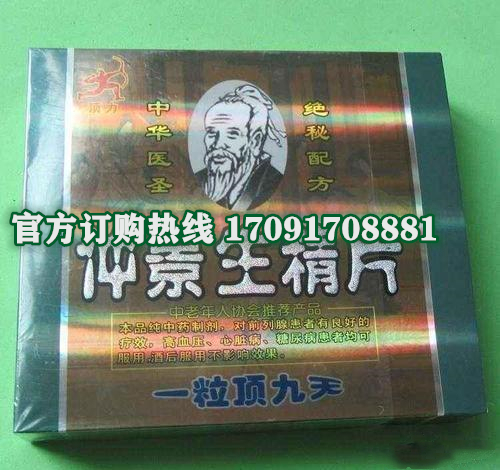 顶力
中华医圣
绝秘配方
官方订购热线 17091708881
仲景生精片
中老年人协会推荐产品
本品纯中药制剂，对前列腺患者有良好的
疗效，高血压、心脏病、糖尿病患者均可
服用，酒后服用不影响效果。
一粒顶九天